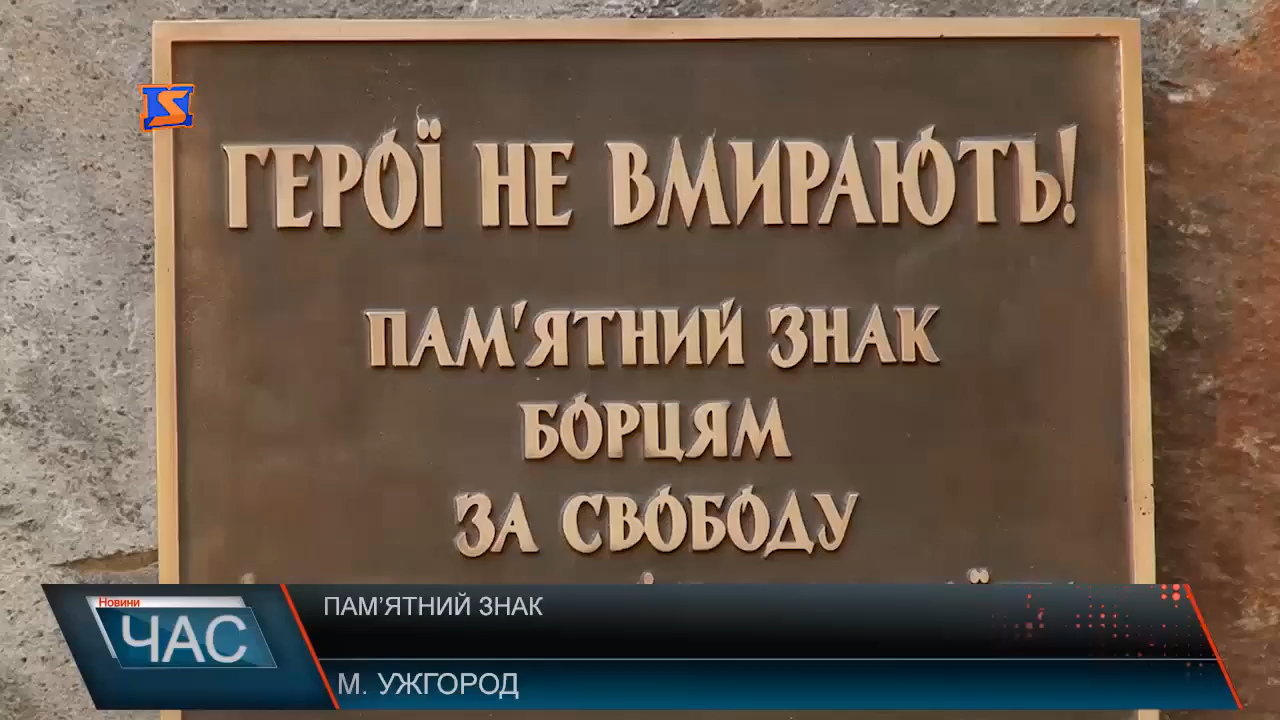 ГЕРОЇ НЕ ВМИРАЮТЬ!
ПАМ'ЯТНИЙ ЗНАК
БОРЦЯМ
ЗА СВОБОДУ
Новини
ЧАС
ПАМ’ЯТНИЙ ЗНАК
М. УЖГОРОД